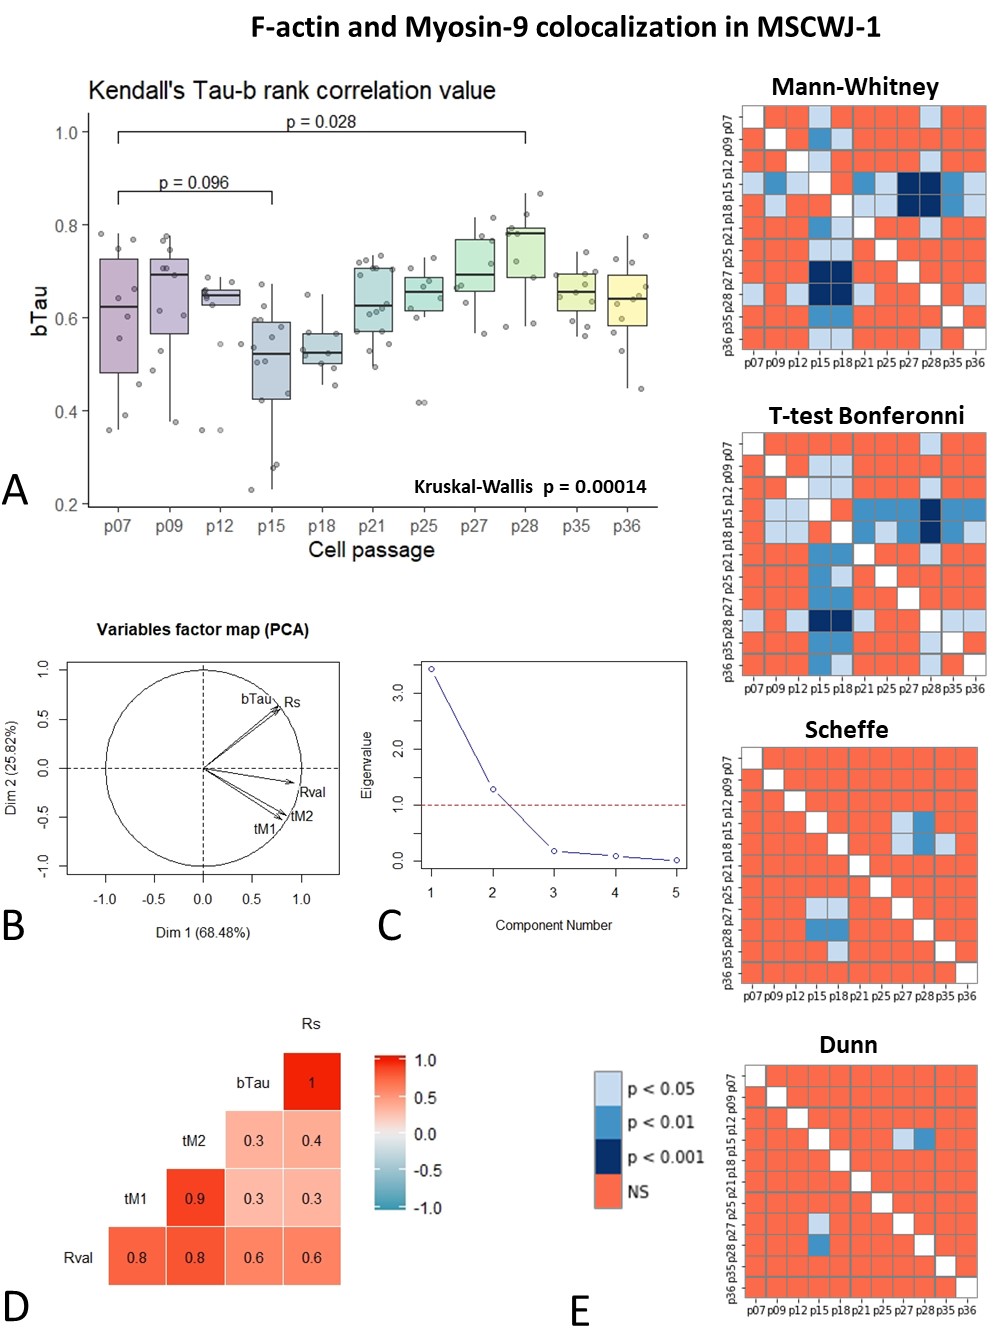 F-actin and Myosin-9 colocalization in MSCWJ-1
Kendall's Tau-b rank correlation value
p = 0.028
p = 0.096
1.0
0.8
0.6
0.4
0.2
bTau
Kruskal-Wallis p = 0.00014
p07 p09 p12 p15 p18 p21 p25 p27 p28 p35 p36
Cell passage
A
Variables factor map (PCA)
1.0
0.5
0.0
-0.5
-1.0
Dim 2 (25.82%)
bTau
Rs
Rval
tM2
tM1
-1.0 -0.5 0.0 0.5 1.0
Dim 1 (68.48%)
B
3.0
2.0
1.0
0.0
Eigenvalue
1 2 3 4 5
Component Number
C
Rs
bTau 1
tM2 0.3 0.4
tM1 0.9 0.3 0.3
Rval 0.8 0.8 0.6 0.6
1.0
0.5
0.0
-0.5
-1.0
D
Mann-Whitney
p07
p09
p12
p15
p18
p21
p25
p27
p28
p35
p36
p07 p09 p12 p15 p18 p21 p25 p27 p28 p35 p36
T-test Bonferonni
p07
p09
p12
p15
p18
p21
p25
p27
p28
p35
p36
p07 p09 p12 p15 p18 p21 p25 p27 p28 p35 p36
Scheffe
p07
p09
p12
p15
p18
p21
p25
p27
p28
p35
p36
p07 p09 p12 p15 p18 p21 p25 p27 p28 p35 p36
Dunn
p07
p09
p12
p15
p18
p21
p25
p27
p28
p35
p36
p07 p09 p12 p15 p18 p21 p25 p27 p28 p35 p36
p < 0.05
p < 0.01
p < 0.001
NS
E